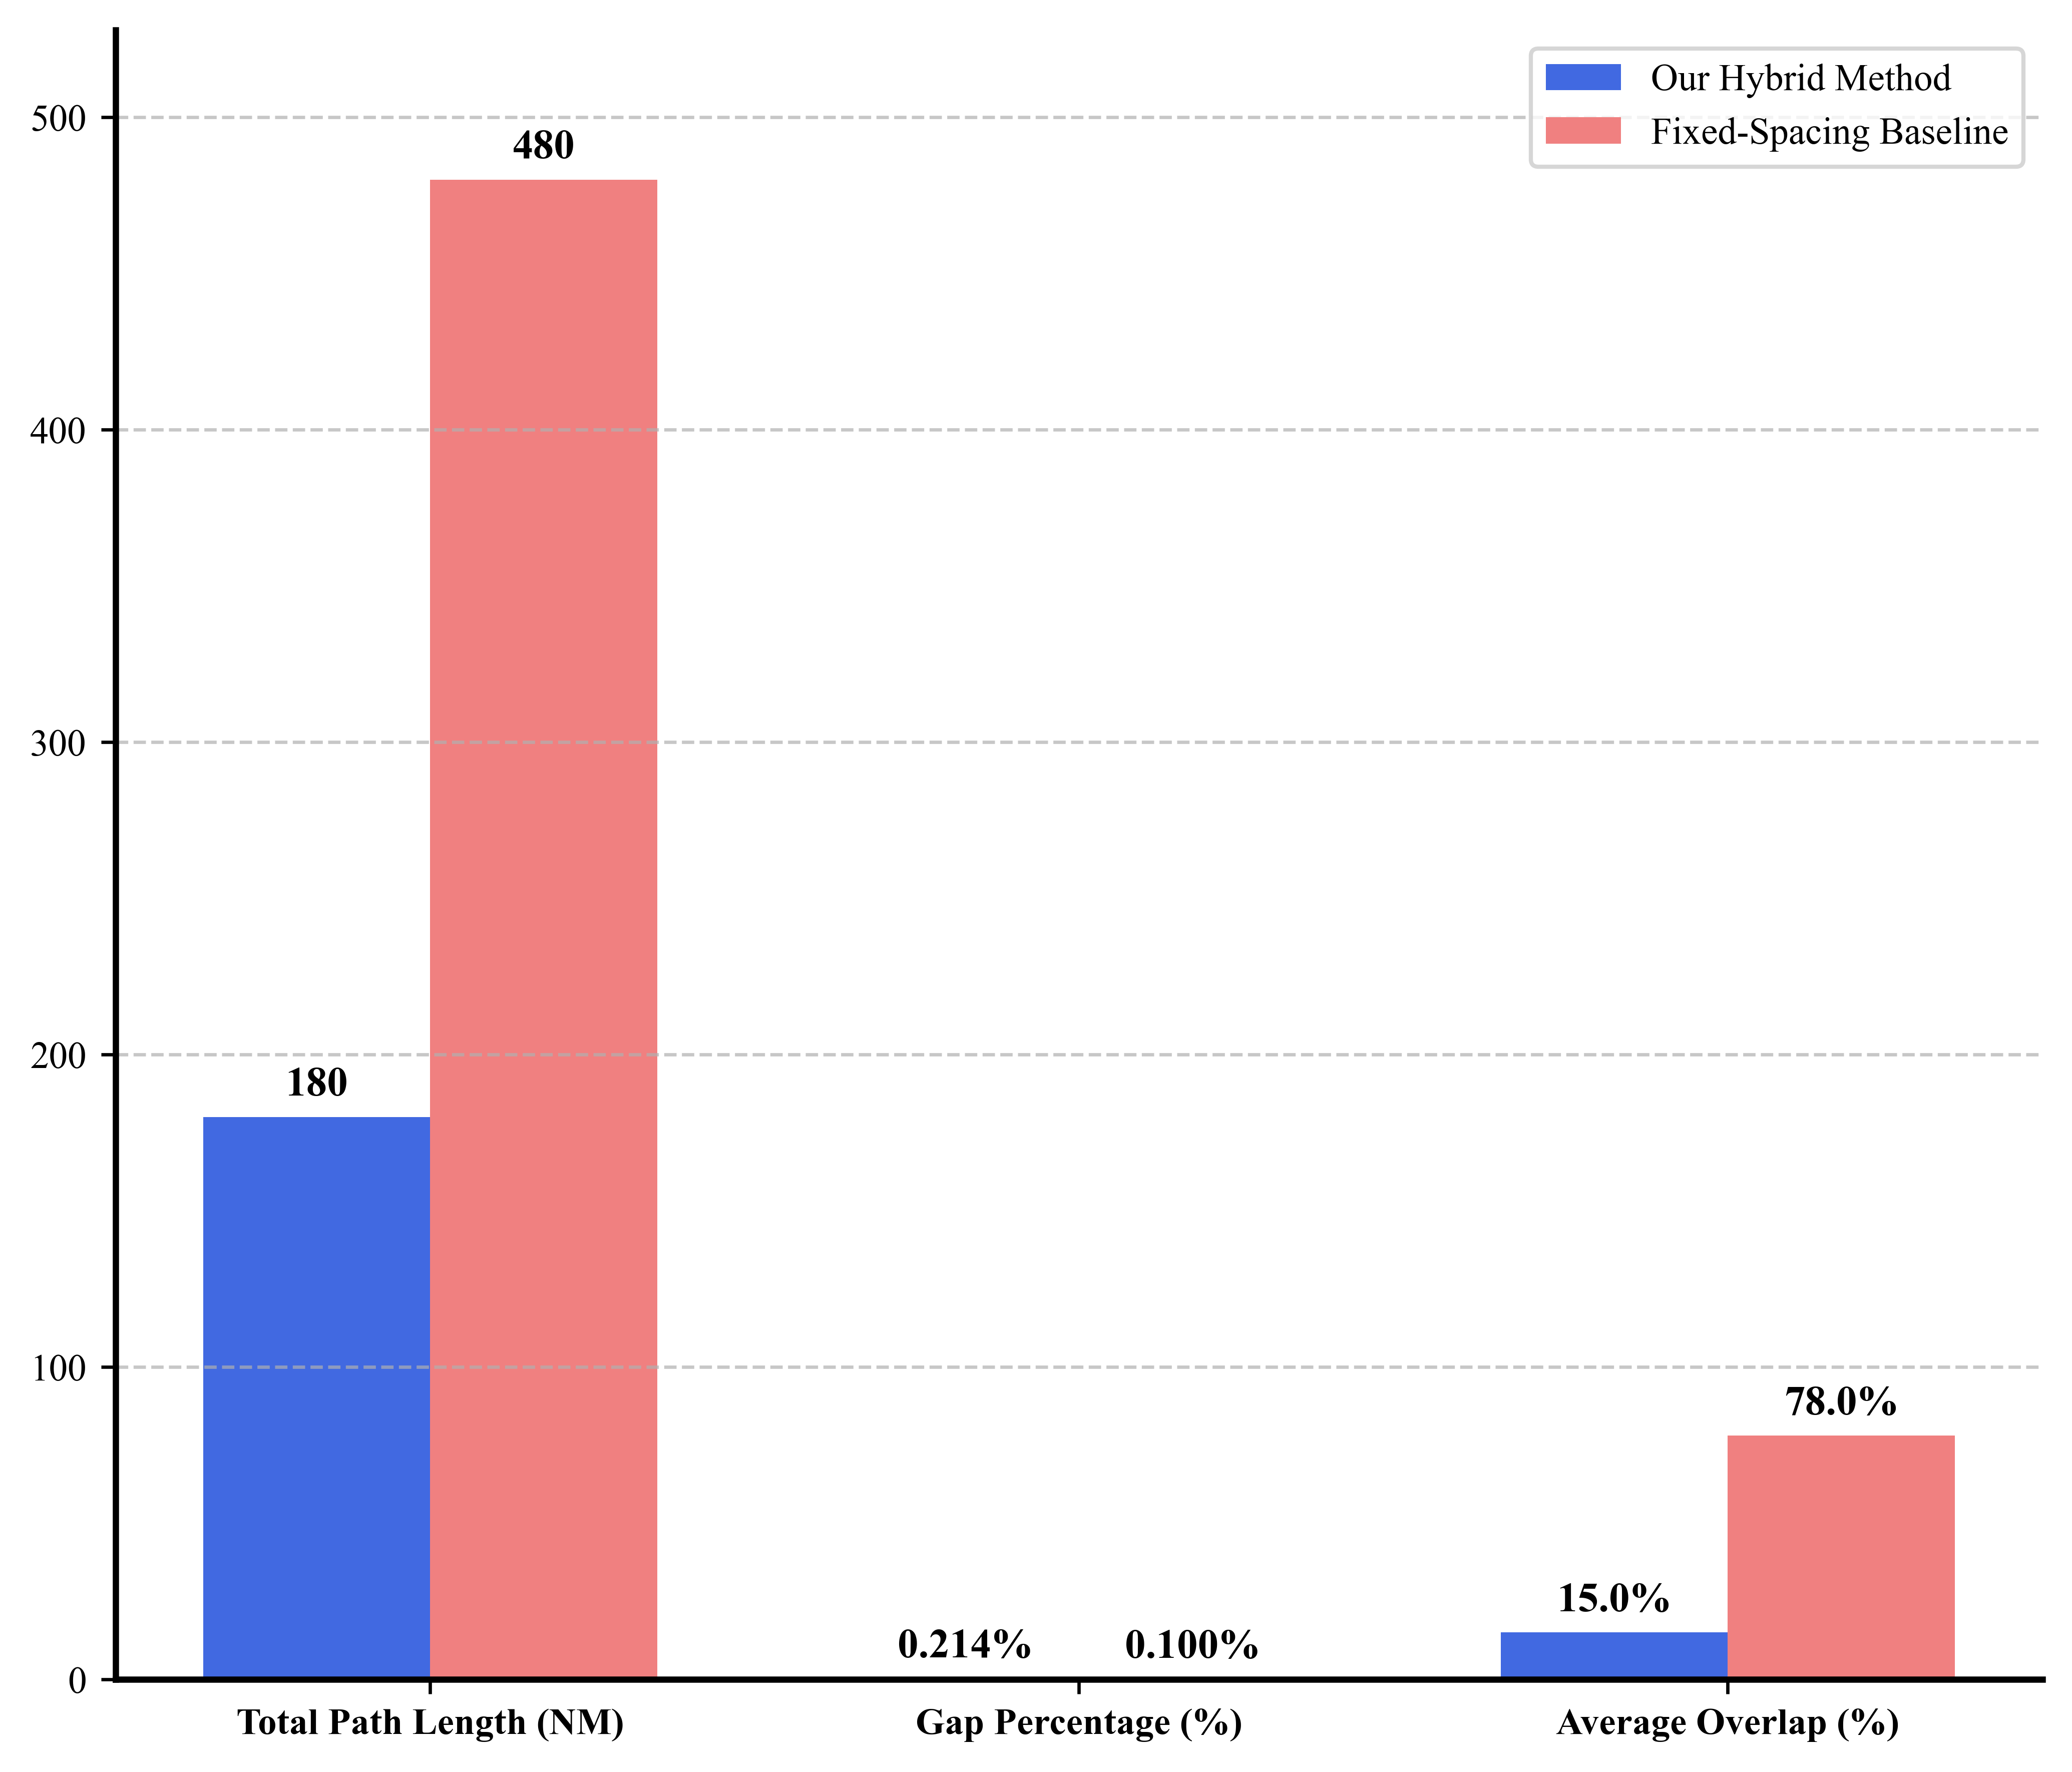 Our Hybrid Method
Fixed-Spacing Baseline
500
400
300
200
100
0
480
180
0.214%
0.100%
15.0%
78.0%
Total Path Length (NM)
Gap Percentage (%)
Average Overlap (%)